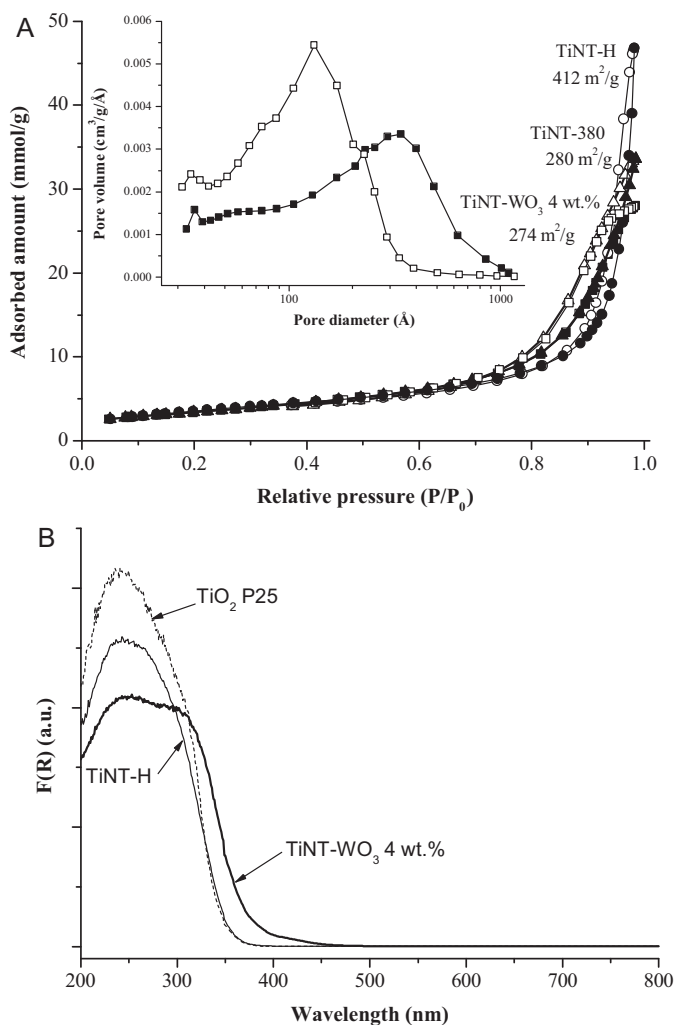 A
Adsorbed amount (mmol/g)
50
40
30
20
10
0
0.0 0.2 0.4 0.6 0.8 1.0
Relative pressure (P/P₀)
Pore volume (cm³/g/Å)
0.006
0.005
0.004
0.003
0.002
0.001
0.000
100 1000
Pore diameter (Å)
TiNT-H
412 m²/g
TiNT-380
280 m²/g
TiNT-WO₃ 4 wt.%
274 m²/g
B
F(R) (a.u.)
TiO₂ P25
TiNT-H
TiNT-WO₃ 4 wt.%
200 300 400 500 600 700 800
Wavelength (nm)